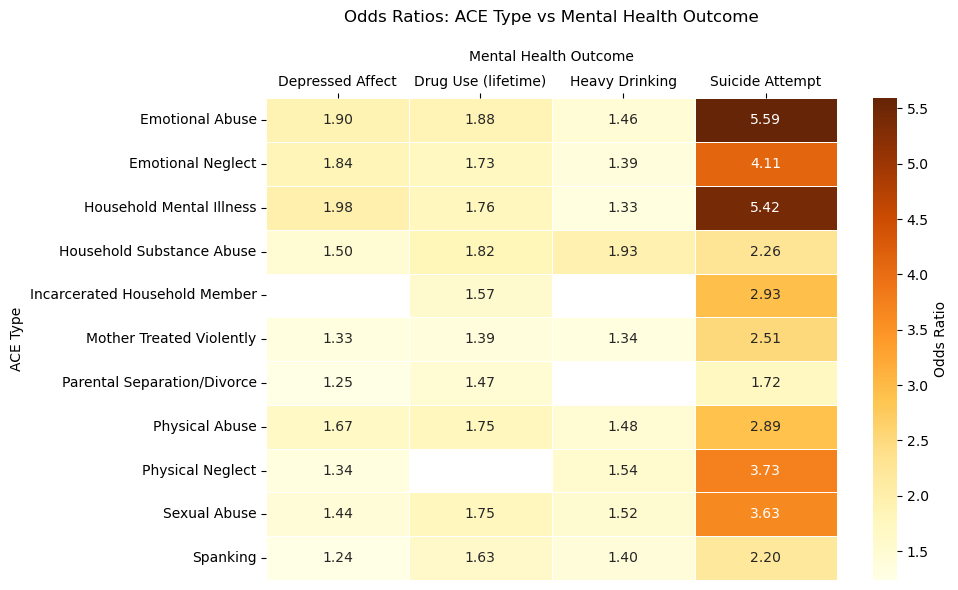 Odds Ratios: ACE Type vs Mental Health Outcome
Mental Health Outcome
Depressed Affect Drug Use (lifetime) Heavy Drinking Suicide Attempt
Emotional Abuse 1.90 1.88 1.46 5.59
Emotional Neglect 1.84 1.73 1.39 4.11
Household Mental Illness 1.98 1.76 1.33 5.42
Household Substance Abuse 1.50 1.82 1.93 2.26
Incarcerated Household Member 1.57 2.93
Mother Treated Violently 1.33 1.39 1.34 2.51
Parental Separation/Divorce 1.25 1.47 1.72
Physical Abuse 1.67 1.75 1.48 2.89
Physical Neglect 1.34 1.54 3.73
Sexual Abuse 1.44 1.75 1.52 3.63
Spanking 1.24 1.63 1.40 2.20
ACE Type
5.5
5.0
4.5
4.0
3.5
3.0
2.5
2.0
1.5
Odds Ratio